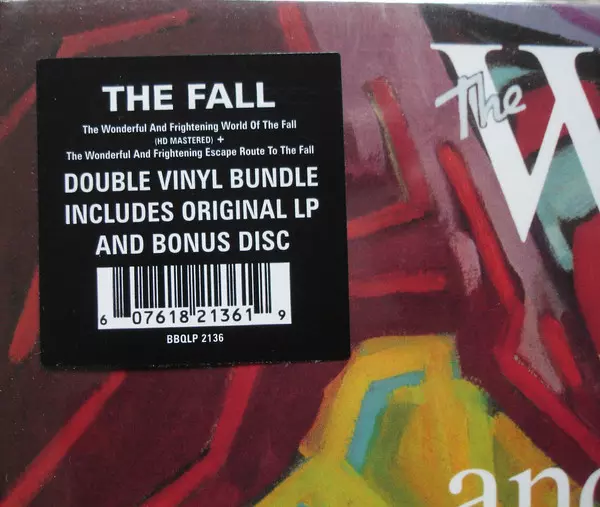 THE FALL
The Wonderful And Frightening World Of The Fall
(HD MASTERED) +
The Wonderful And Frightening Escape Route To The Fall
DOUBLE VINYL BUNDLE
INCLUDES ORIGINAL LP
AND BONUS DISC
6 07618 21361 9
BBQLP 2136
The W
and